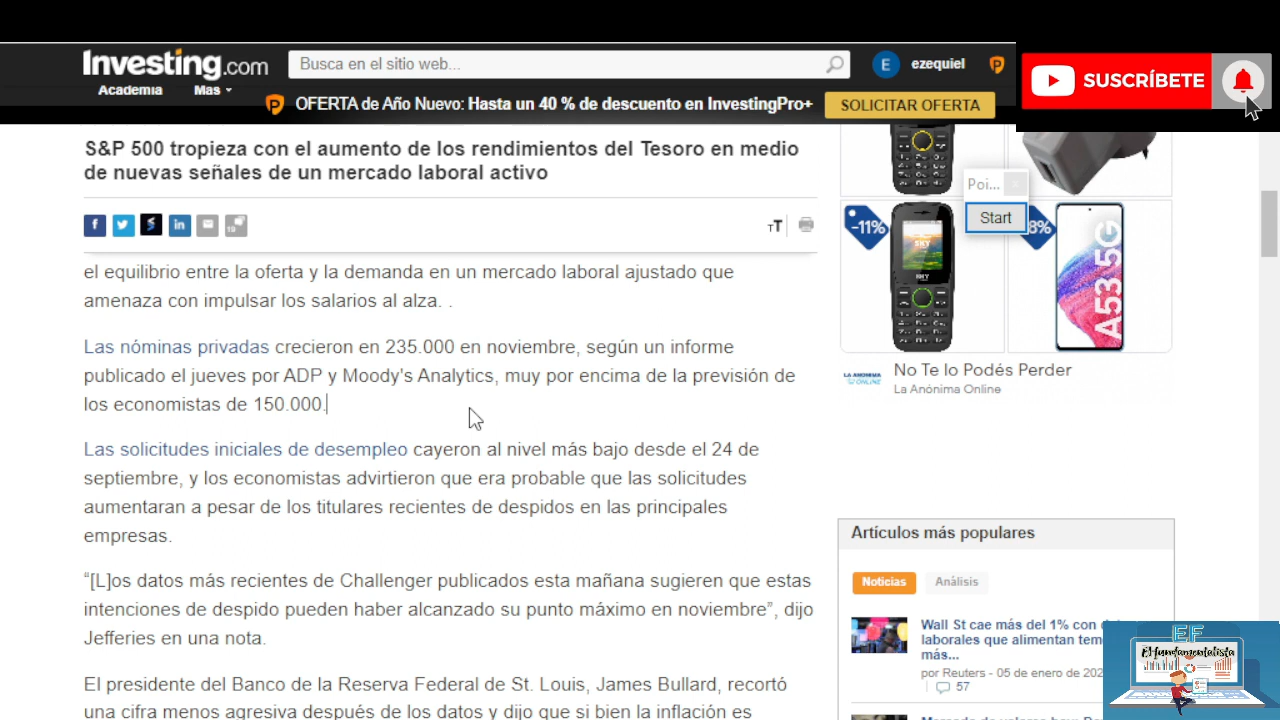 Investing.com
Busca en el sitio web...
E
ezequiel
SUSCRÍBETE
Academia
Mas
OFERTA de Año Nuevo: Hasta un 40 % de descuento en InvestingPro+
SOLICITAR OFERTA
S&P 500 tropieza con el aumento de los rendimientos del Tesoro en medio
de nuevas señales de un mercado laboral activo
Poi...
Start
-11%
8%
SKY
A53 5G
19
TT
el equilibrio entre la oferta y la demanda en un mercado laboral ajustado que
amenaza con impulsar los salarios al alza. .
Las nóminas privadas crecieron en 235.000 en noviembre, según un informe
publicado el jueves por ADP y Moody's Analytics, muy por encima de la previsión de
los economistas de 150.000.
LA ANONIMA
ONLINE
No Te lo Podés Perder
La Anónima Online
Las solicitudes iniciales de desempleo cayeron al nivel más bajo desde el 24 de
septiembre, y los economistas advirtieron que era probable que las solicitudes
aumentaran a pesar de los titulares recientes de despidos en las principales
empresas.
“[L]os datos más recientes de Challenger publicados esta mañana sugieren que estas
intenciones de despido pueden haber alcanzado su punto máximo en noviembre”, dijo
Jefferies en una nota.
El presidente del Banco de la Reserva Federal de St. Louis, James Bullard, recortó
una cifra menos agresiva después de los datos y dijo que si bien la inflación es
Artículos más populares
Noticias
Análisis
Wall St cae más del 1% con
laborales que alimentan
más...
por Reuters - 05 de enero de
57
EF
ElFundamentalista